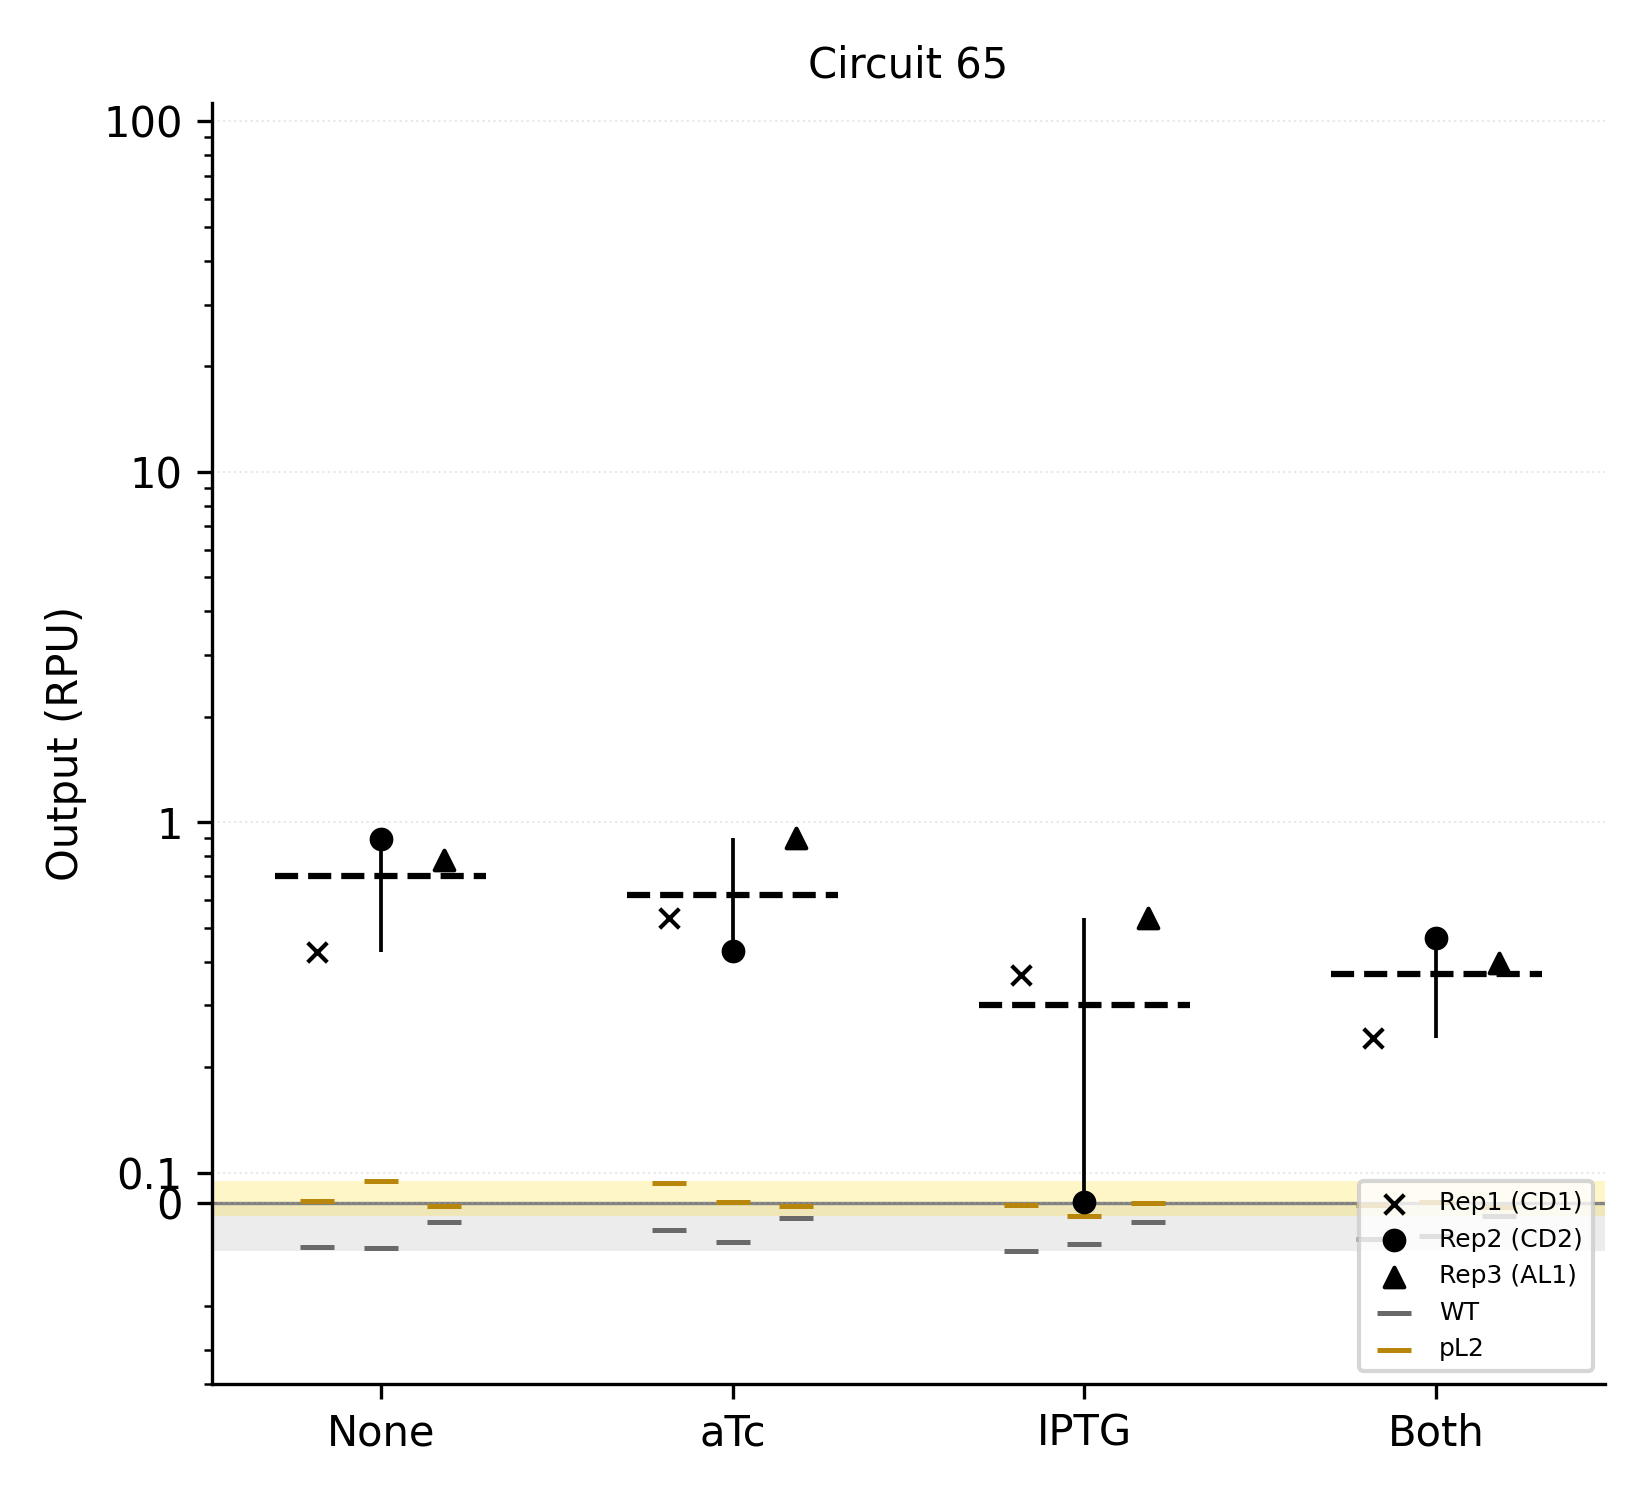 Circuit 65
100
10
1
0.1
0
Output (RPU)
None
aTc
IPTG
Both
Rep1 (CD1)
Rep2 (CD2)
Rep3 (AL1)
WT
pL2